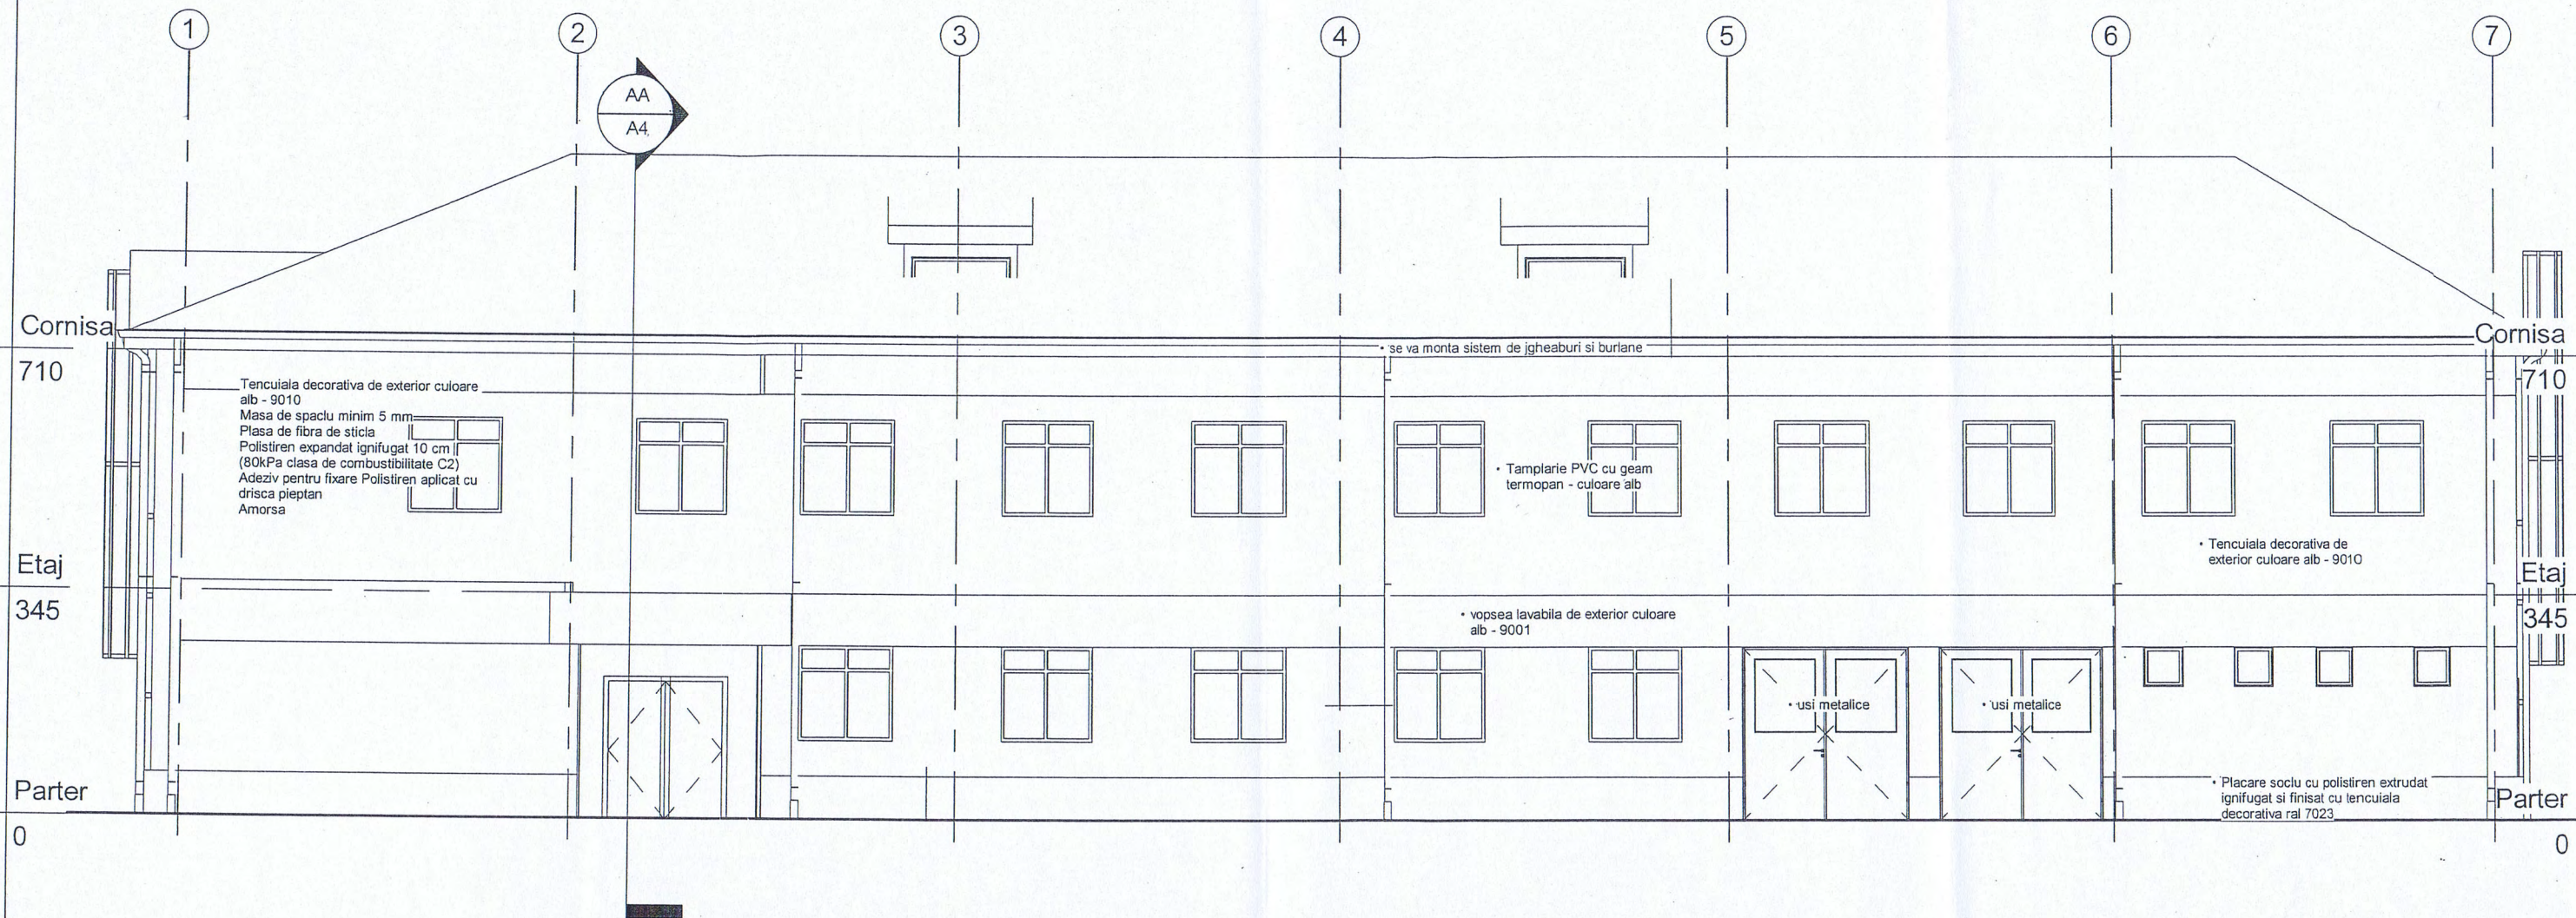 1
2
3
4
5
6
7
AA
A4
Cornisa
710
Cornisa
710
• se va monta sistem de jgheaburi si burlane
Tencuiala decorativa de exterior culoare
alb - 9010
Masa de spaclu minim 5 mm
Plasa de fibra de sticla
Polistiren expandat ignifugat 10 cm
(80kPa clasa de combustibilitate C2)
Adeziv pentru fixare Polistiren aplicat cu
drisca pieptan
Amorsa
• Tamplarie PVC cu geam
termopan - culoare alb
• Tencuiala decorativa de
exterior culoare alb - 9010
Etaj
345
Etaj
345
• vopsea lavabila de exterior culoare
alb - 9001
• usi metalice
• usi metalice
• Placare soclu cu polistiren extrudat
ignifugat si finisat cu tencuiala
decorativa ral 7023
Parter
0
Parter
0